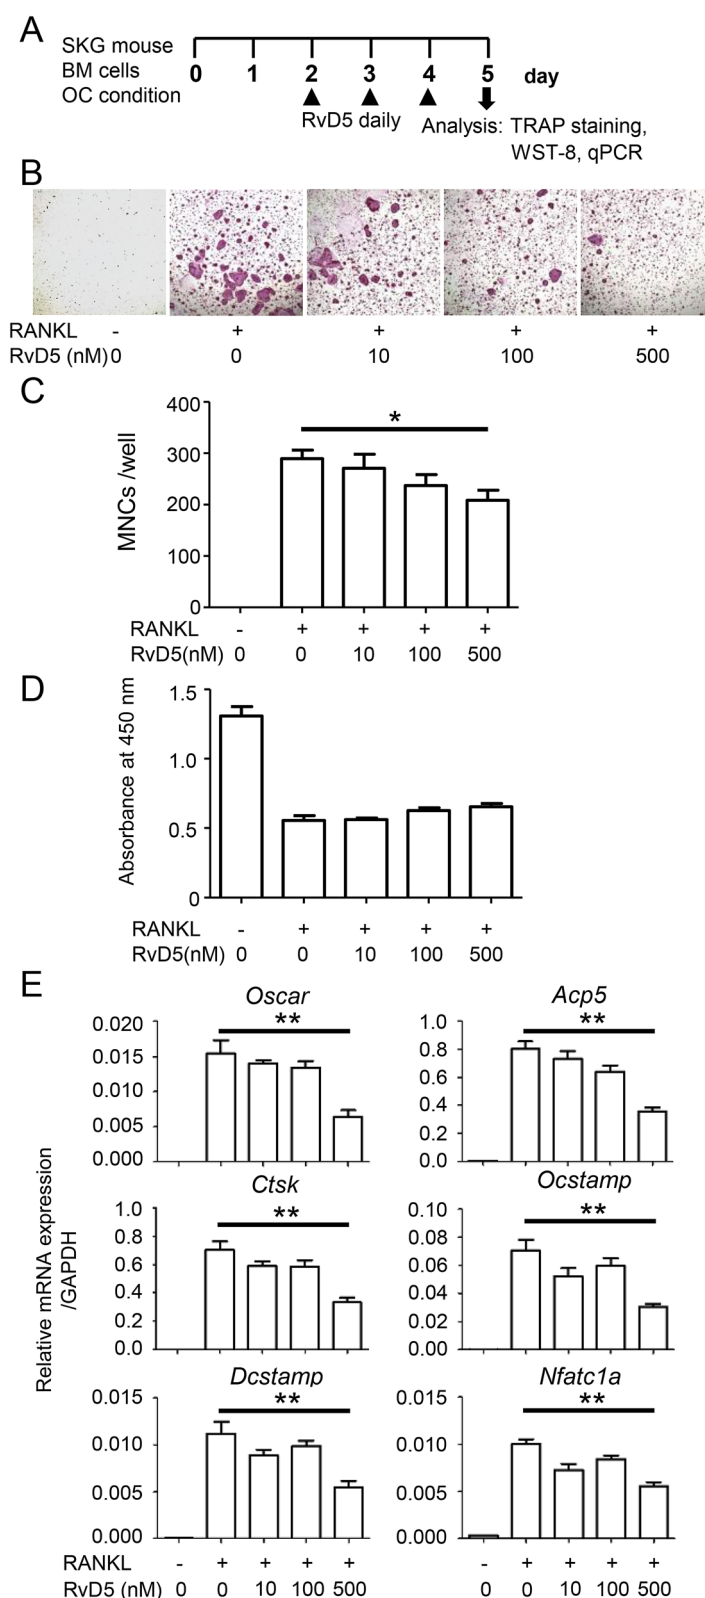 A
SKG mouse
BM cells 0 1 2 3 4 5 day
OC condition
RvD5 daily
Analysis: TRAP staining,
WST-8, qPCR
B
RANKL - + + + +
RvD5 (nM) 0 0 10 100 500
C
MNCs /well
400
300
200
100
0
*
RANKL - + + + +
RvD5(nM) 0 0 10 100 500
D
Absorbance at 450 nm
1.5
1.0
0.5
0
RANKL - + + + +
RvD5(nM) 0 0 10 100 500
E
Relative mRNA expression
/GAPDH
Oscar
**
0.020
0.015
0.010
0.005
0.000
Acp5
**
1.0
0.8
0.6
0.4
0.2
0.0
Ctsk
**
1.0
0.8
0.6
0.4
0.2
0.0
Ocstamp
**
0.10
0.08
0.06
0.04
0.02
0.00
Dcstamp
**
0.015
0.010
0.005
0.000
Nfatc1a
**
0.015
0.010
0.005
0.000
RANKL - + + + + - + + + +
RvD5 (nM) 0 0 10 100 500 0 0 10 100 500